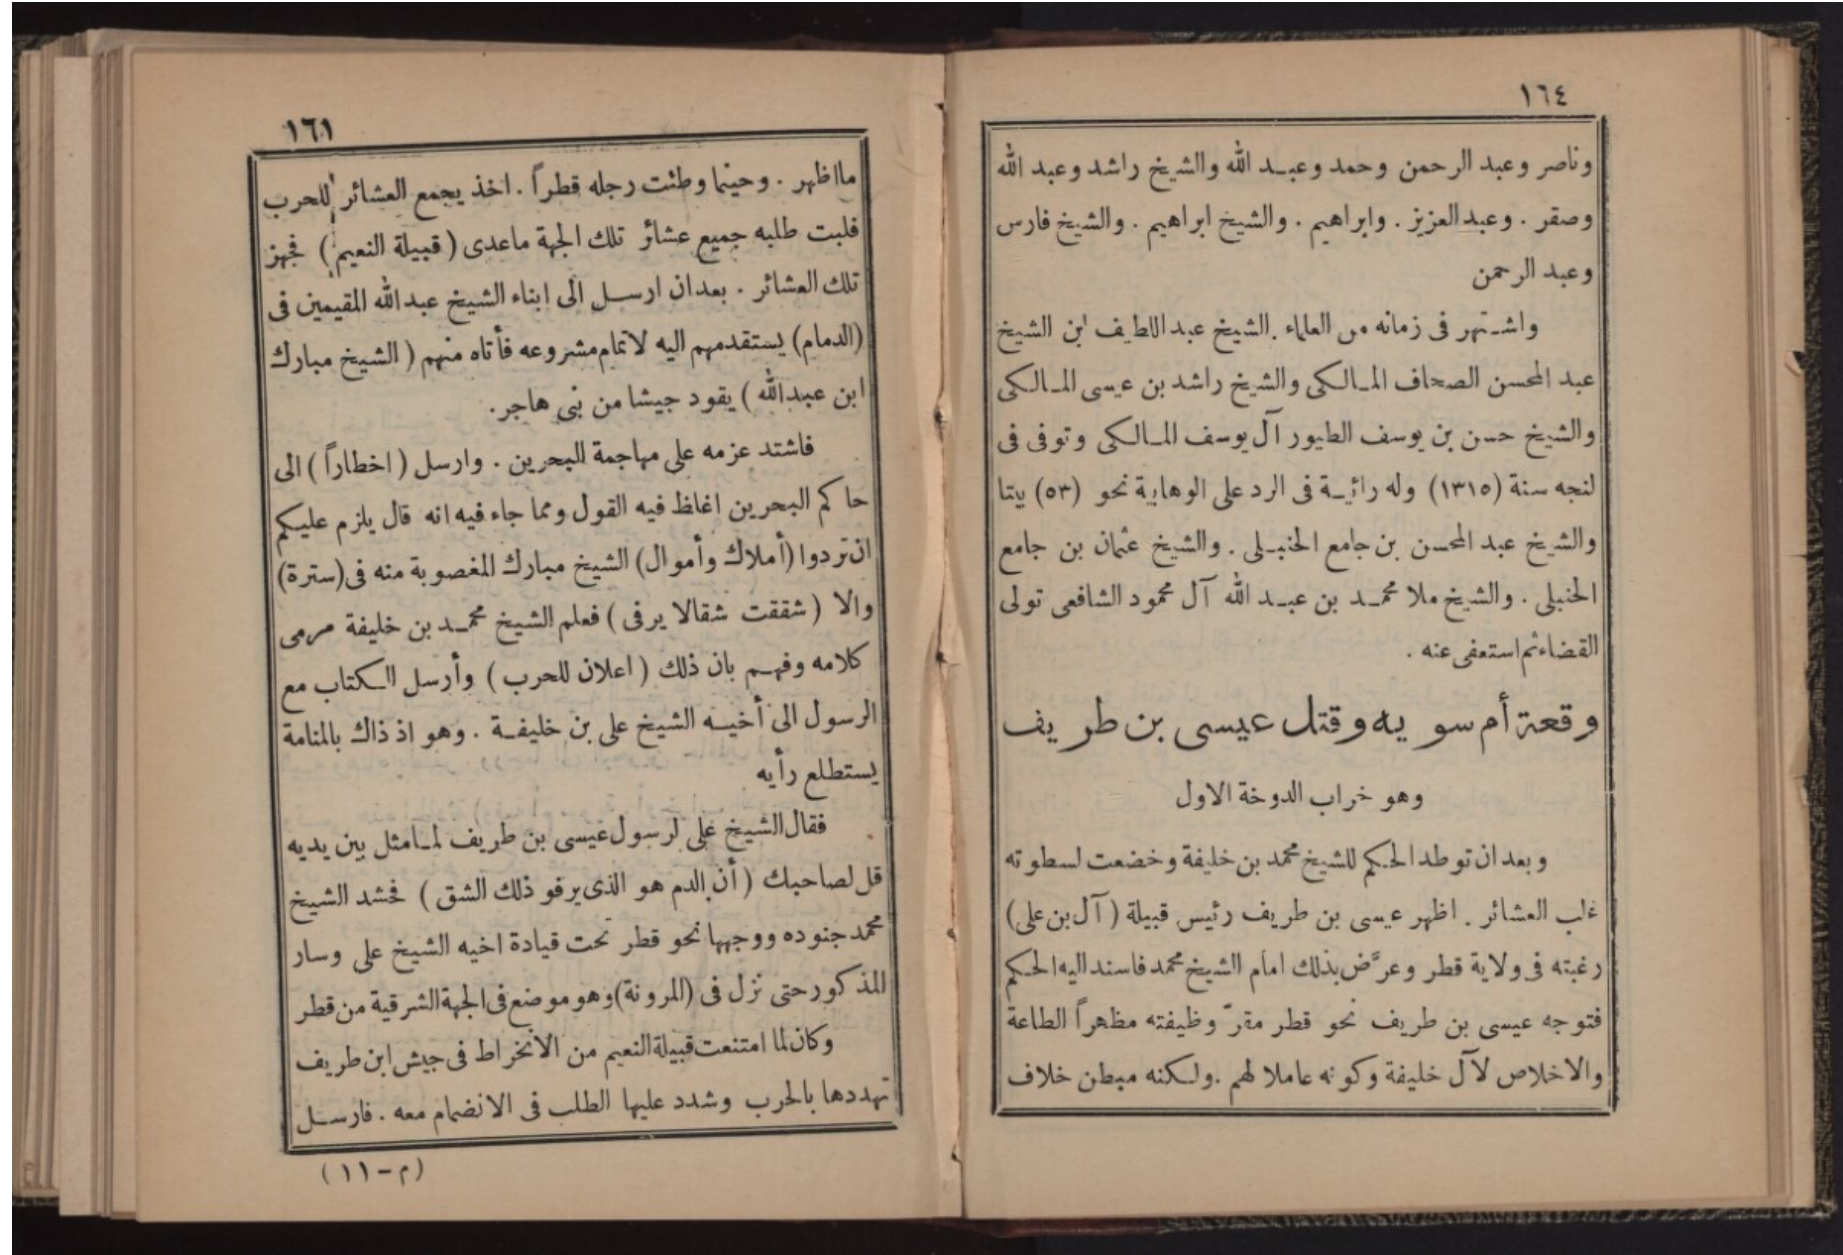 ١٦٤
وناصر وعبد الرحمن وحمد وعبد الله والشيخ راشد وعبد الله
وصقر . وعبد العزيز . وابراهيم . والشيخ ابراهيم . والشيخ فارس
وعبد الرحمن
واشتهر فى زمانه من العلماء . الشيخ عبد اللطيف ابن الشيخ
عبد المحسن الصحاف المالكى والشيخ راشد بن عيسى المالكى
والشيخ حسن بن يوسف الطيور آل يوسف المالكى وتوفى فى
لنجه سنة (١٣١٥) وله رائية فى الرد على الوهابية نحو (٥٣) بيتا
والشيخ عبد المحسن بن جامع الحنبلى . والشيخ عثمان بن جامع
الحنبلى . والشيخ ملا محمد بن عبد الله آل محمود الشافعى تولى
القضاء ثم استعفى عنه .
وقعة أم سويه وقتل عيسى بن طريف
وهو خراب الدوخة الاول
وبعد ان توطد الحكم للشيخ محمد بن خليفة وخضعت لسطوته
غلب العشائر . اظهر عيسى بن طريف رئيس قبيلة (آل بن على)
رغبته فى ولاية قطر وعرَّض بذلك امام الشيخ محمد فاسند اليه الحكم
فتوجه عيسى بن طريف نحو قطر مقرّ وظيفته مظهراً الطاعة
والاخلاص لآل خليفة وكونه عاملا لهم . ولكنه مبطن خلاف
١٦١
مااظهر . وحينما وطئت رجله قطراً . اخذ يجمع العشائر للحرب
فلبت طلبه جميع عشائر تلك الجهة ماعدى (قبيلة النعيم) فجهز
تلك العشائر . بعد ان ارسل الى ابناء الشيخ عبد الله المقيمين فى
(الدمام) يستقدمهم اليه لاتمام مشروعه فأتاه منهم (الشيخ مبارك
ابن عبد الله) يقود جيشا من بنى هاجر.
فاشتد عزمه على مهاجمة البحرين . وارسل (اخطاراً) الى
حاكم البحرين اغاظ فيه القول ومما جاء فيه انه قال يلزم عليكم
ان تردوا (أملاك وأموال) الشيخ مبارك المغصوبة منه فى (سترة)
والا (شققت شقالا يرفى) فعلم الشيخ محمد بن خليفة مرمى
كلامه وفهم بان ذلك (اعلان للحرب) وأرسل الكتاب مع
الرسول الى أخيه الشيخ على بن خليفة . وهو اذ ذاك بالمنامة
يستطلع رأيه
فقال الشيخ على لرسول عيسى بن طريف لما مثل بين يديه
قل لصاحبك (أن الدم هو الذى يرفو ذلك الشق) فحشد الشيخ
محمد جنوده ووجهها نحو قطر تحت قيادة اخيه الشيخ على وسار
المذكور حتى نزل فى (المرونة) وهو موضع فى الجهة الشرقية من قطر
وكان لما امتنعت قبيلة النعيم من الانخراط فى جيش ابن طريف
تهددها بالحرب وشدد عليها الطلب فى الانضمام معه . فارسل
(م - ١١)